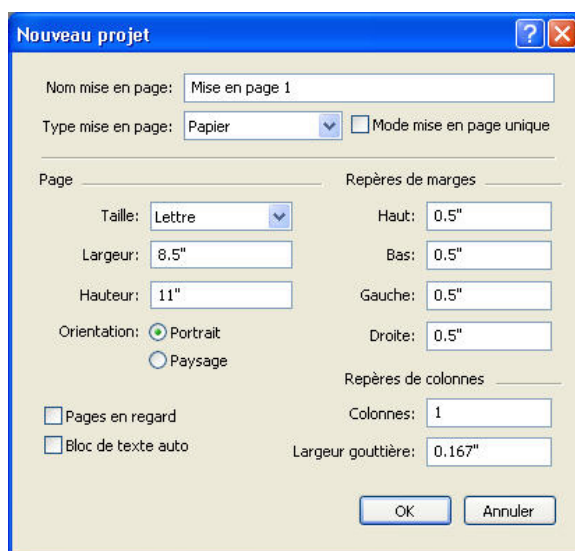 Nouveau projet
Nom mise en page: Mise en page 1
Type mise en page: Papier Mode mise en page unique
Page
Taille: Lettre
Largeur: 8.5"
Hauteur: 11"
Orientation: Portrait
Paysage
Pages en regard
Bloc de texte auto
Repères de marges
Haut: 0.5"
Bas: 0.5"
Gauche: 0.5"
Droite: 0.5"
Repères de colonnes
Colonnes: 1
Largeur gouttière: 0.167"
OK Annuler